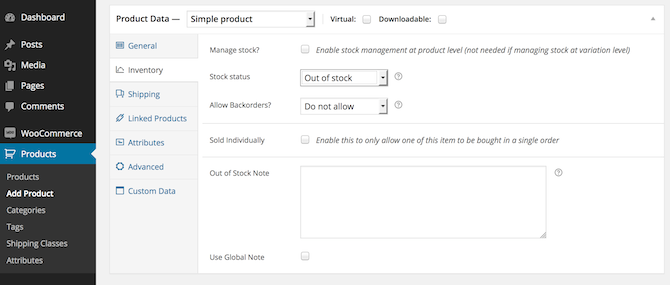 Dashboard
Posts
Media
Pages
Comments
WooCommerce
Products
Products
Add Product
Categories
Tags
Shipping Classes
Attributes
Product Data — Simple product Virtual: Downloadable:
General
Inventory
Shipping
Linked Products
Attributes
Advanced
Custom Data
Manage stock? Enable stock management at product level (not needed if managing stock at variation level)
Stock status Out of stock ?
Allow Backorders? Do not allow ?
Sold Individually Enable this to only allow one of this item to be bought in a single order
Out of Stock Note ?
Use Global Note